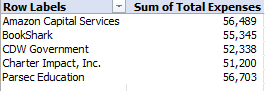 Row Labels Sum of Total Expenses
Amazon Capital Services 56,489
BookShark 55,345
CDW Government 52,338
Charter Impact, Inc. 51,200
Parsec Education 56,703